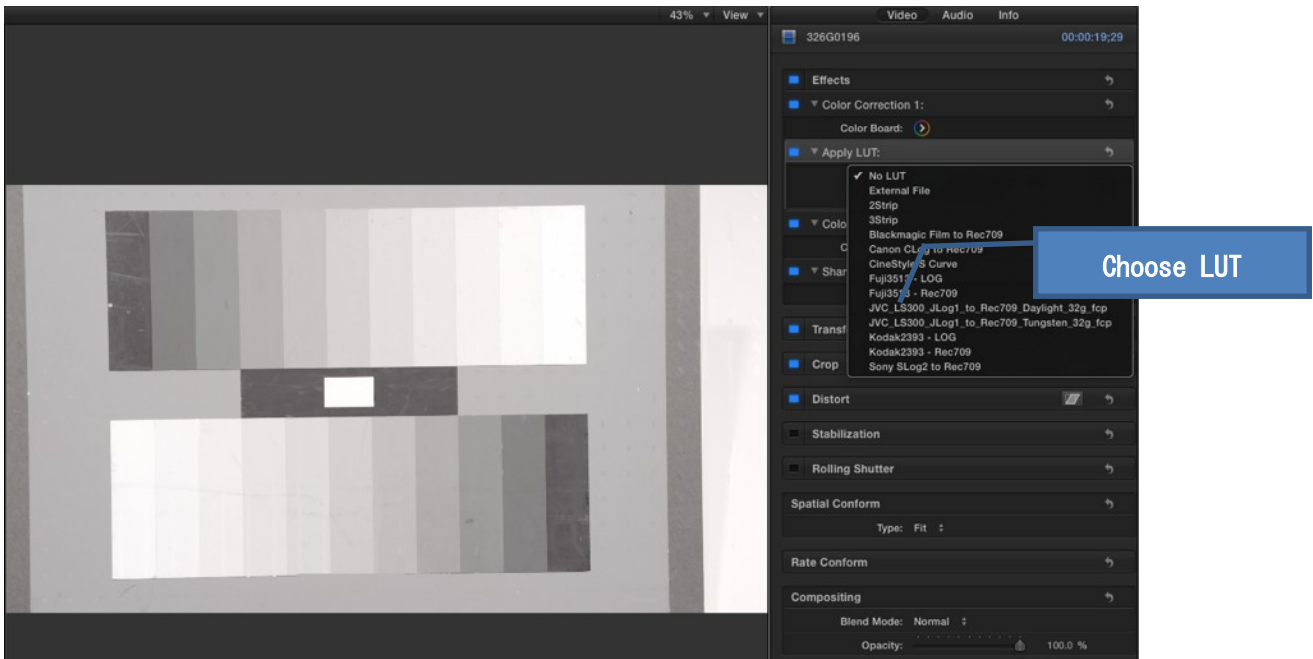 43% View
Video Audio Info
326G0196 00:00:19;29
Effects
Color Correction 1:
Color Board:
Apply LUT:
No LUT
External File
2Strip
3Strip
Colo
Blackmagic Film to Rec709
C
Canon CLog to Rec709
CineStyle S Curve
Choose LUT
Shar
Fuji3513 - LOG
Fuji3513 - Rec709
JVC_LS300_JLog1_to_Rec709_Daylight_32g_fcp
JVC_LS300_JLog1_to_Rec709_Tungsten_32g_fcp
Transf
Kodak2393 - LOG
Kodak2393 - Rec709
Crop
Sony SLog2 to Rec709
Distort
Stabilization
Rolling Shutter
Spatial Conform
Type: Fit
Rate Conform
Compositing
Blend Mode: Normal
Opacity: 100.0 %